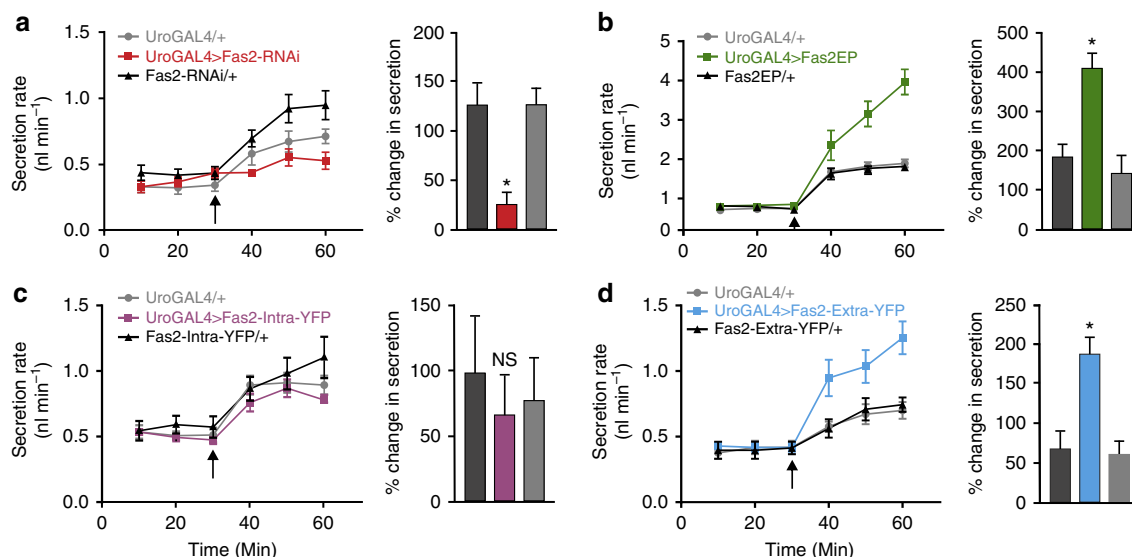 a
UroGAL4/+
UroGAL4>Fas2-RNAi
Fas2-RNAi/+
Secretion rate
(nl min⁻¹)
1.0
0.5
0.0
0 20 40 60
% change in secretion
150
100
50
0
*
b
UroGAL4/+
UroGAL4>Fas2EP
Fas2EP/+
Secretion rate
(nl min⁻¹)
5
4
3
2
1
0
0 20 40 60
% change in secretion
500
400
300
200
100
0
*
c
UroGAL4/+
UroGAL4>Fas2-Intra-YFP
Fas2-Intra-YFP/+
Secretion rate
(nl min⁻¹)
1.5
1.0
0.5
0.0
0 20 40 60
Time (Min)
% change in secretion
150
100
50
0
NS
d
UroGAL4/+
UroGAL4>Fas2-Extra-YFP
Fas2-Extra-YFP/+
Secretion rate
(nl min⁻¹)
1.5
1.0
0.5
0.0
0 20 40 60
Time (Min)
% change in secretion
250
200
150
100
50
0
*